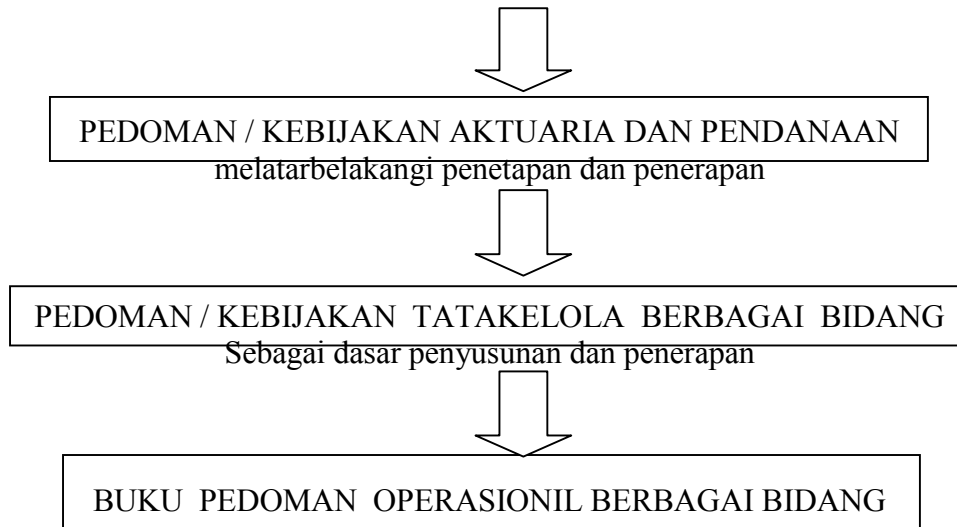 PEDOMAN / KEBIJAKAN AKTUARIA DAN PENDANAAN
melatarbelakangi penetapan dan penerapan
PEDOMAN / KEBIJAKAN TATAKELOLA BERBAGAI BIDANG
Sebagai dasar penyusunan dan penerapan
BUKU PEDOMAN OPERASIONIL BERBAGAI BIDANG